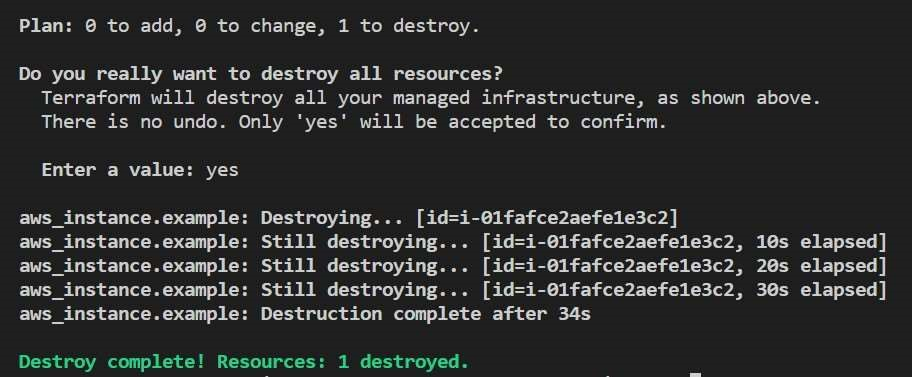 Plan: 0 to add, 0 to change, 1 to destroy.
Do you really want to destroy all resources?
Terraform will destroy all your managed infrastructure, as shown above.
There is no undo. Only 'yes' will be accepted to confirm.
Enter a value: yes
aws_instance.example: Destroying... [id=i-01fafce2aefe1e3c2]
aws_instance.example: Still destroying... [id=i-01fafce2aefe1e3c2, 10s elapsed]
aws_instance.example: Still destroying... [id=i-01fafce2aefe1e3c2, 20s elapsed]
aws_instance.example: Still destroying... [id=i-01fafce2aefe1e3c2, 30s elapsed]
aws_instance.example: Destruction complete after 34s
Destroy complete! Resources: 1 destroyed.